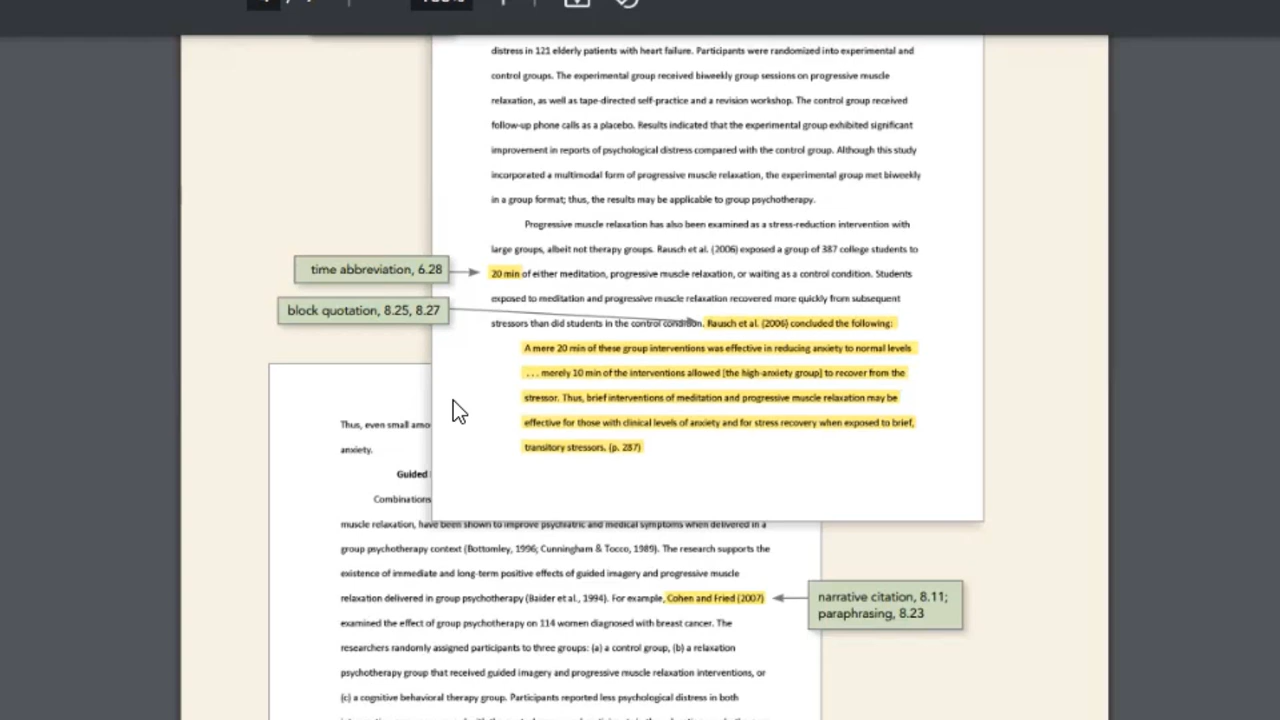 distress in 121 elderly patients with heart failure. Participants were randomized into experimental and
control groups. The experimental group received biweekly group sessions on progressive muscle
relaxation, as well as tape-directed self-practice and a revision workshop. The control group received
follow-up phone calls as a placebo. Results indicated that the experimental group exhibited significant
improvement in reports of psychological distress compared with the control group. Although this study
incorporated a multimodal form of progressive muscle relaxation, the experimental group met biweekly
in a group format; thus, the results may be applicable to group psychotherapy.
Progressive muscle relaxation has also been examined as a stress-reduction intervention with
large groups, albeit not therapy groups. Rausch et al. (2006) exposed a group of 387 college students to
time abbreviation, 6.28
20 min of either meditation, progressive muscle relaxation, or waiting as a control condition. Students
exposed to meditation and progressive muscle relaxation recovered more quickly from subsequent
block quotation, 8.25, 8.27
stressors than did students in the control condition. Rausch et al. (2006) concluded the following:
A mere 20 min of these group interventions was effective in reducing anxiety to normal levels
. . . merely 10 min of the interventions allowed [the high-anxiety group] to recover from the
stressor. Thus, brief interventions of meditation and progressive muscle relaxation may be
effective for those with clinical levels of anxiety and for stress recovery when exposed to brief,
transitory stressors. (p. 287)
Thus, even small amo
anxiety.
Guided
Combinations
muscle relaxation, have been shown to improve psychiatric and medical symptoms when delivered in a
group psychotherapy context (Bottomley, 1996; Cunningham & Tocco, 1989). The research supports the
existence of immediate and long-term positive effects of guided imagery and progressive muscle
relaxation delivered in group psychotherapy (Baider et al., 1994). For example, Cohen and Fried (2007)
narrative citation, 8.11;
paraphrasing, 8.23
examined the effect of group psychotherapy on 114 women diagnosed with breast cancer. The
researchers randomly assigned participants to three groups: (a) a control group, (b) a relaxation
psychotherapy group that received guided imagery and progressive muscle relaxation interventions, or
(c) a cognitive behavioral therapy group. Participants reported less psychological distress in both